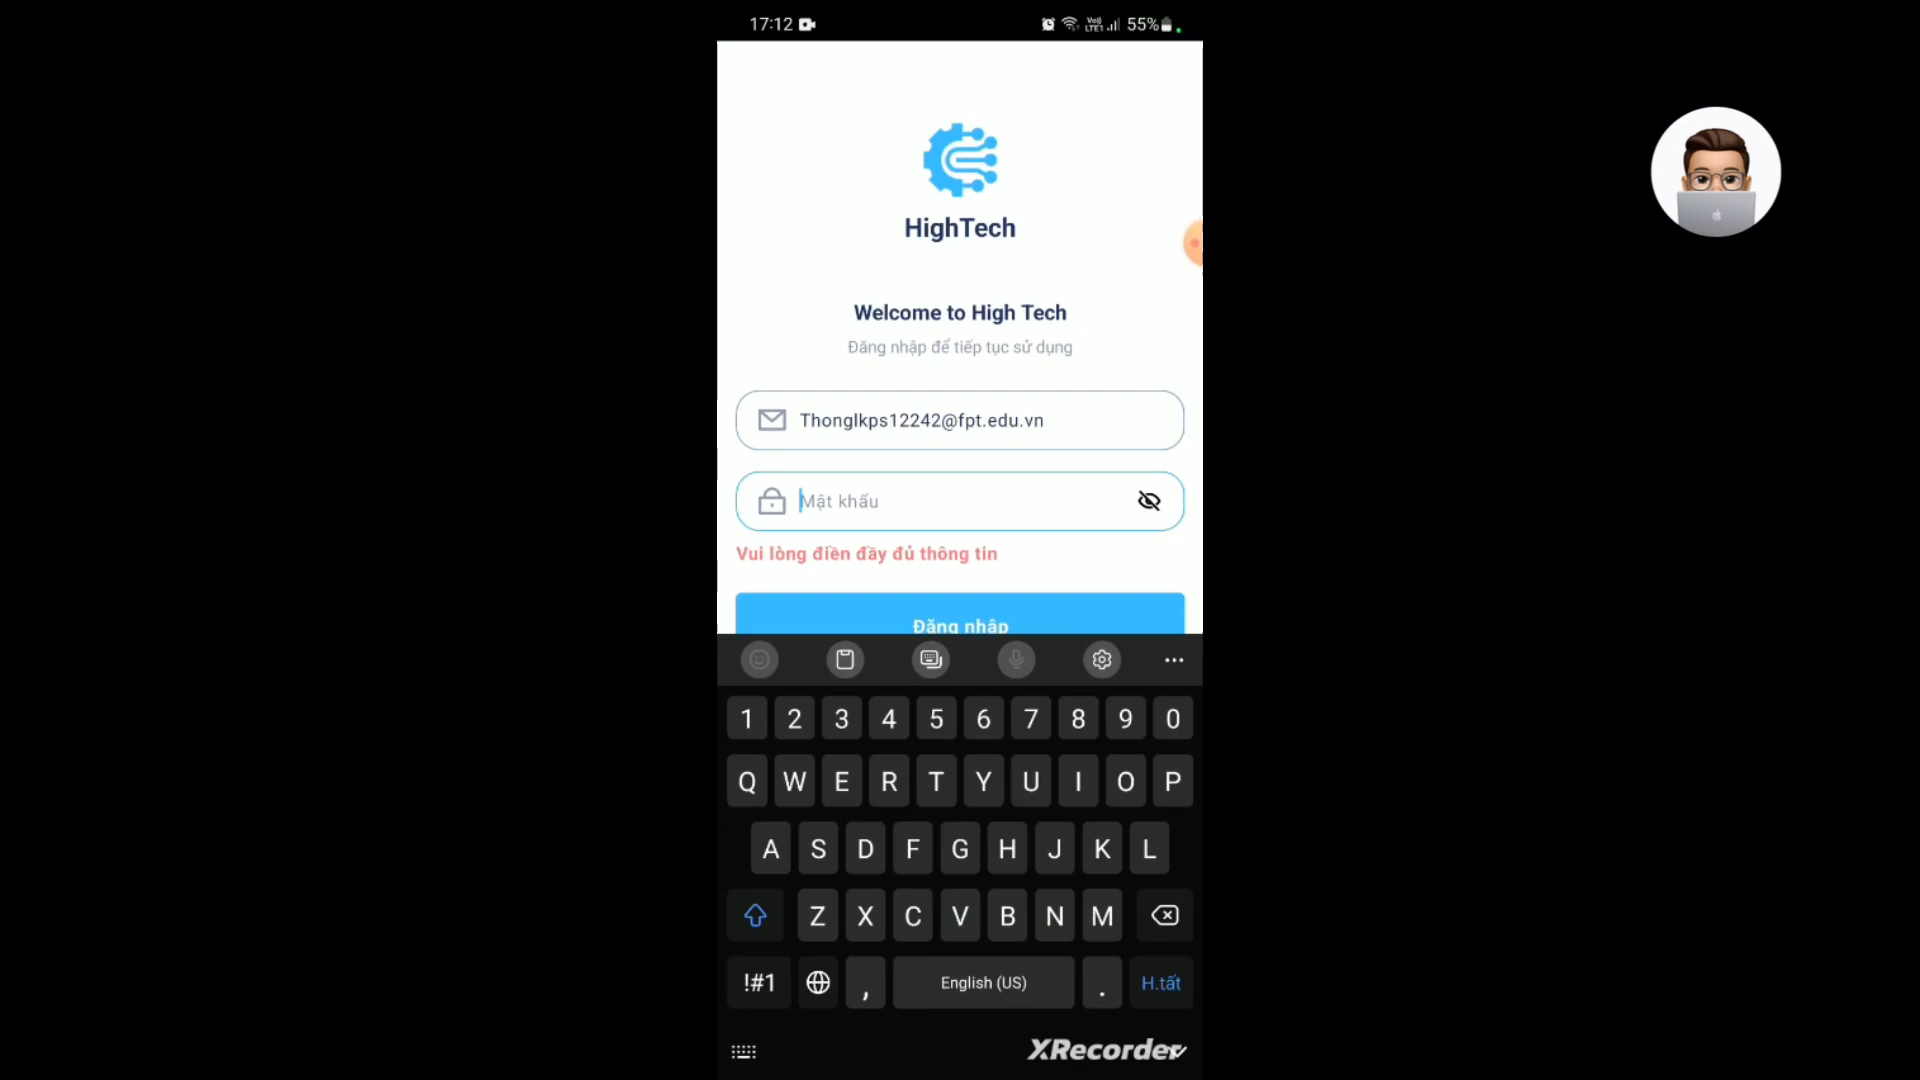 17:12
Vo)) LTE1 55%
HighTech
Welcome to High Tech
Đăng nhập để tiếp tục sử dụng
Thonglkps12242@fpt.edu.vn
Mật khẩu
Vui lòng điền đầy đủ thông tin
Đăng nhập
1 2 3 4 5 6 7 8 9 0
Q W E R T Y U I O P
A S D F G H J K L
Z X C V B N M
!#1 , English (US) . H.tất
XRecorder